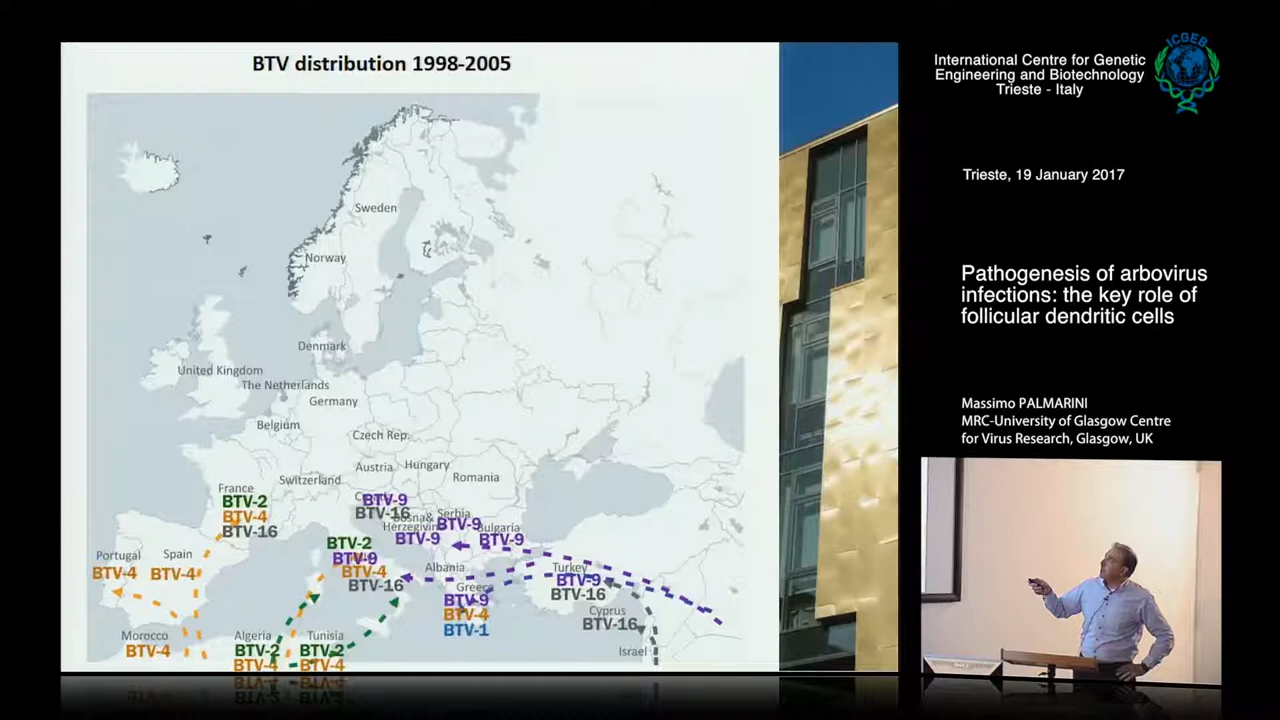 BTV distribution 1998-2005
Sweden
Norway
Denmark
United Kingdom
The Netherlands
Germany
Belgium
Czech Rep.
Austria
Hungary
Switzerland
Romania
France
BTV-2
BTV-4
BTV-16
BTV-9
BTV-16
Serbia
BTV-9
Bosna&
Herzegivina
BTV-9
Bulgaria
BTV-9
BTV-2
BTV-9
BTV-4
BTV-16
Portugal
BTV-4
Spain
BTV-4
Albania
Greece
BTV-9
BTV-4
BTV-1
Turkey
BTV-9
BTV-16
Cyprus
BTV-16
Israel
Morocco
BTV-4
Algeria
BTV-2
BTV-4
Tunisia
BTV-2
BTV-4
International Centre for Genetic
Engineering and Biotechnology
Trieste - Italy
ICGEB
Trieste, 19 January 2017
Pathogenesis of arbovirus
infections: the key role of
follicular dendritic cells
Massimo PALMARINI
MRC-University of Glasgow Centre
for Virus Research, Glasgow, UK